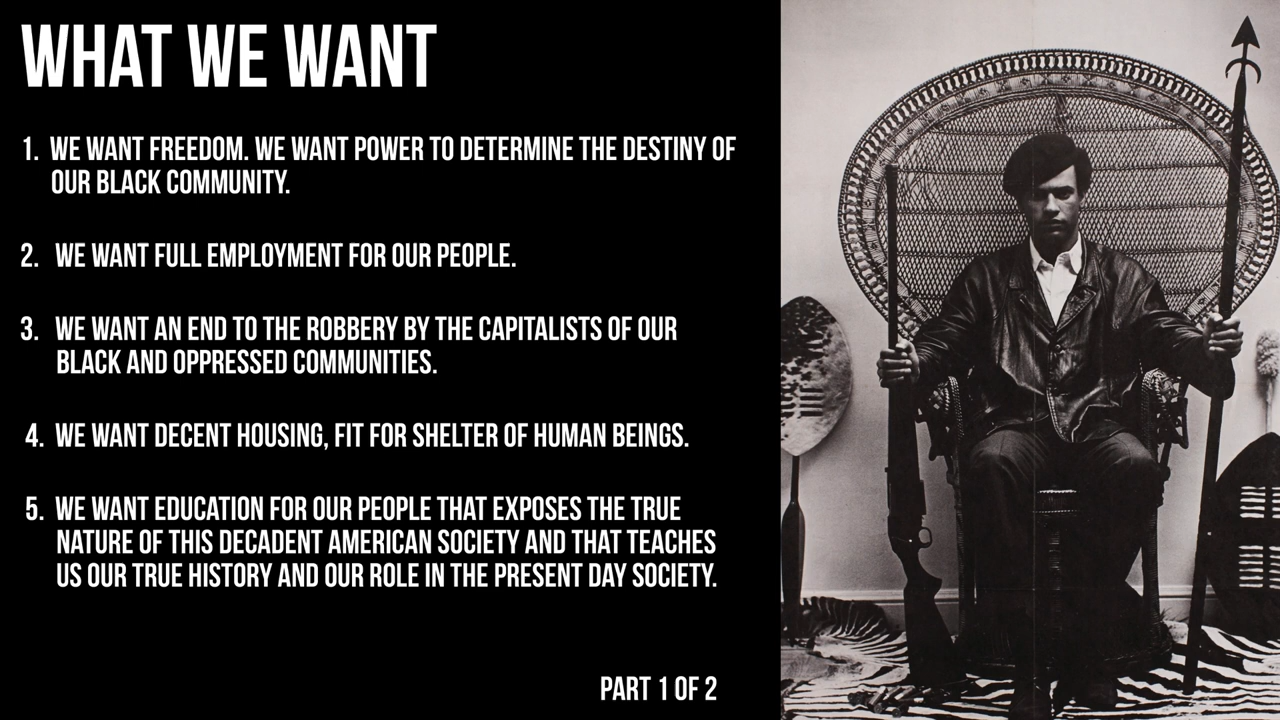 WHAT WE WANT
1. WE WANT FREEDOM. WE WANT POWER TO DETERMINE THE DESTINY OF
OUR BLACK COMMUNITY.
2. WE WANT FULL EMPLOYMENT FOR OUR PEOPLE.
3. WE WANT AN END TO THE ROBBERY BY THE CAPITALISTS OF OUR
BLACK AND OPPRESSED COMMUNITIES.
4. WE WANT DECENT HOUSING, FIT FOR SHELTER OF HUMAN BEINGS.
5. WE WANT EDUCATION FOR OUR PEOPLE THAT EXPOSES THE TRUE
NATURE OF THIS DECADENT AMERICAN SOCIETY AND THAT TEACHES
US OUR TRUE HISTORY AND OUR ROLE IN THE PRESENT DAY SOCIETY.
PART 1 OF 2